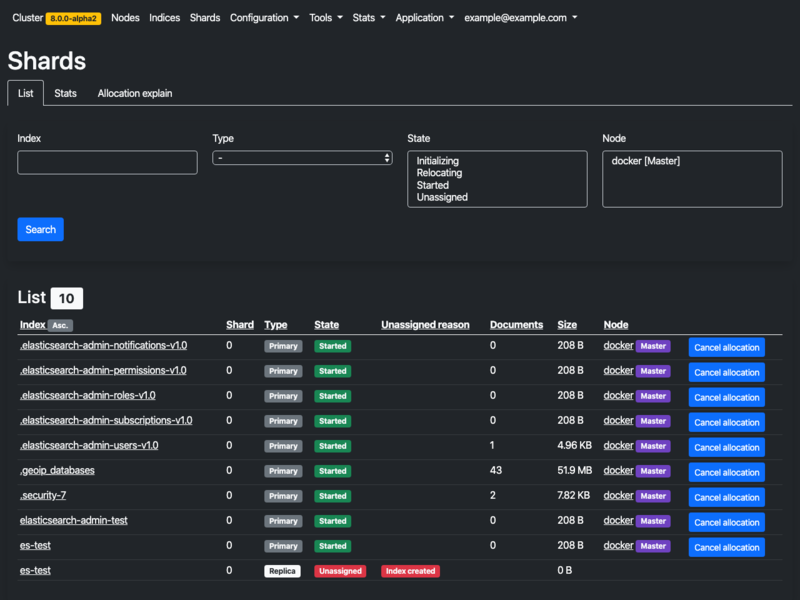 Cluster 8.0.0-alpha2 Nodes Indices Shards Configuration Tools Stats Application example@example.com
Shards
List Stats Allocation explain
Index Type State Node
- Initializing docker [Master]
Relocating
Started
Unassigned
Search
List 10
Index Asc. Shard Type State Unassigned reason Documents Size Node
.elasticsearch-admin-notifications-v1.0 0 Primary Started 0 208 B docker Master Cancel allocation
.elasticsearch-admin-permissions-v1.0 0 Primary Started 0 208 B docker Master Cancel allocation
.elasticsearch-admin-roles-v1.0 0 Primary Started 0 208 B docker Master Cancel allocation
.elasticsearch-admin-subscriptions-v1.0 0 Primary Started 0 208 B docker Master Cancel allocation
.elasticsearch-admin-users-v1.0 0 Primary Started 1 4.96 KB docker Master Cancel allocation
.geoip_databases 0 Primary Started 43 51.9 MB docker Master Cancel allocation
.security-7 0 Primary Started 2 7.82 KB docker Master Cancel allocation
elasticsearch-admin-test 0 Primary Started 0 208 B docker Master Cancel allocation
es-test 0 Primary Started 0 208 B docker Master Cancel allocation
es-test 0 Replica Unassigned Index created 0 B